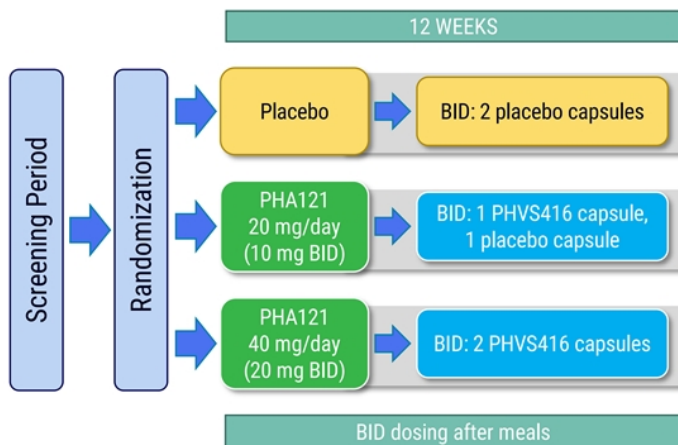 12 WEEKS
Screening Period
Randomization
Placebo
BID: 2 placebo capsules
PHA121
20 mg/day
(10 mg BID)
BID: 1 PHVS416 capsule,
1 placebo capsule
PHA121
40 mg/day
(20 mg BID)
BID: 2 PHVS416 capsules
BID dosing after meals